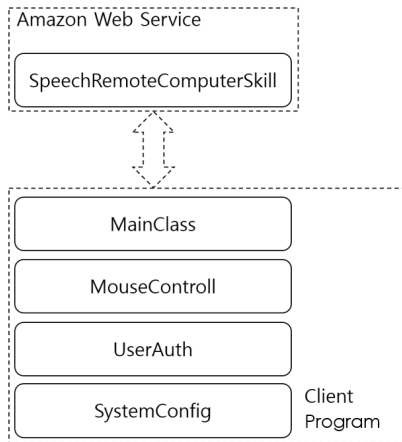 Amazon Web Service
SpeechRemoteComputerSkill
MainClass
MouseControll
UserAuth
SystemConfig
Client
Program